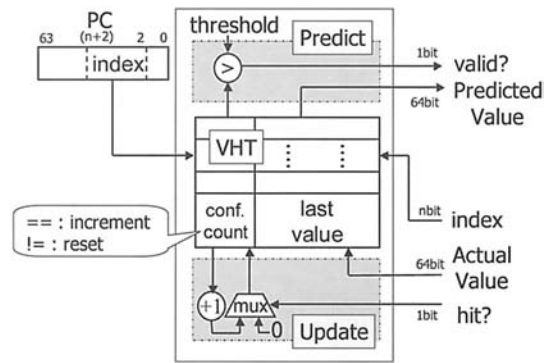 PC
63 (n+2) 2 0
index
threshold
Predict
>
1bit
valid?
64bit
Predicted
Value
VHT
conf.
count
last
value
== : increment
!= : reset
nbit
index
64bit
Actual
Value
+1
mux
0
1bit
hit?
Update